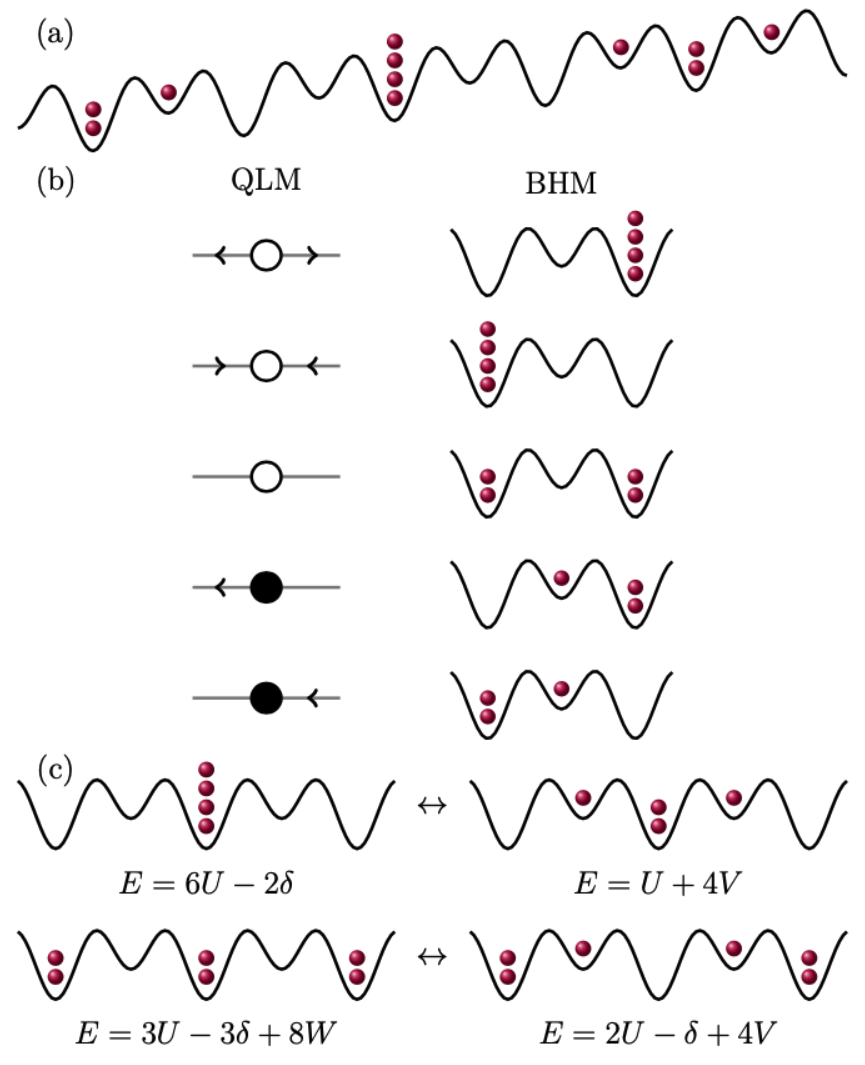 (a)
(b)
QLM BHM
(c)
↔
E = 6U − 2δ E = U + 4V
↔
E = 3U − 3δ + 8W E = 2U − δ + 4V